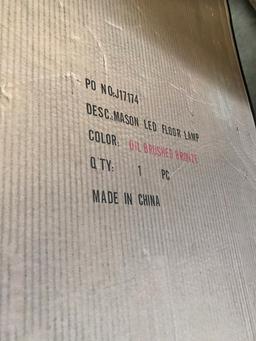 PO NO:J17174
DESC.:MASON LED FLOOR LAMP
COLOR: OIL BRUSHED BRONZE
Q'TY: 1 PC
MADE IN CHINA